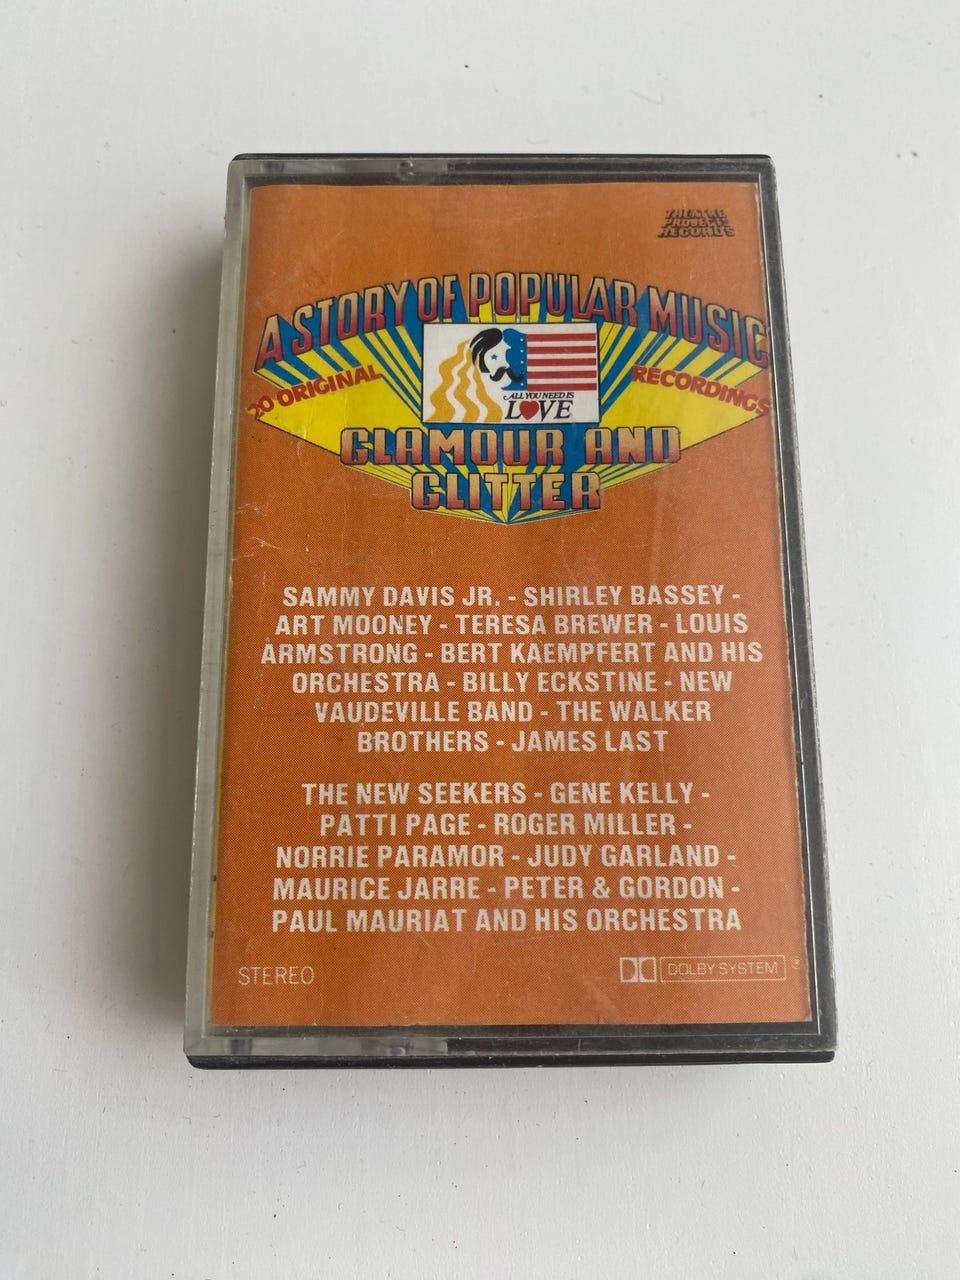 THEATRE
PROJECTS
RECORDS
A STORY OF POPULAR MUSIC
20 ORIGINAL RECORDINGS
ALL YOU NEED IS
LOVE
GLAMOUR AND
GLITTER
SAMMY DAVIS JR. - SHIRLEY BASSEY -
ART MOONEY - TERESA BREWER - LOUIS
ARMSTRONG - BERT KAEMPFERT AND HIS
ORCHESTRA - BILLY ECKSTINE - NEW
VAUDEVILLE BAND - THE WALKER
BROTHERS - JAMES LAST
THE NEW SEEKERS - GENE KELLY -
PATTI PAGE - ROGER MILLER -
NORRIE PARAMOR - JUDY GARLAND -
MAURICE JARRE - PETER & GORDON -
PAUL MAURIAT AND HIS ORCHESTRA
STEREO
DOLBY SYSTEM ®